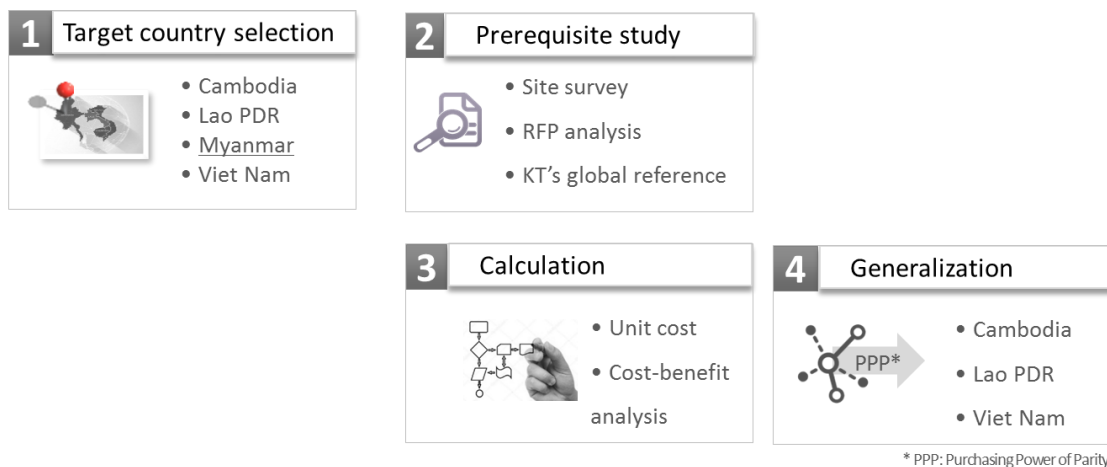 1 Target country selection
• Cambodia
• Lao PDR
• Myanmar
• Viet Nam
2 Prerequisite study
• Site survey
• RFP analysis
• KT's global reference
3 Calculation
• Unit cost
• Cost-benefit
analysis
4 Generalization
PPP*
• Cambodia
• Lao PDR
• Viet Nam
* PPP: Purchasing Power of Parity